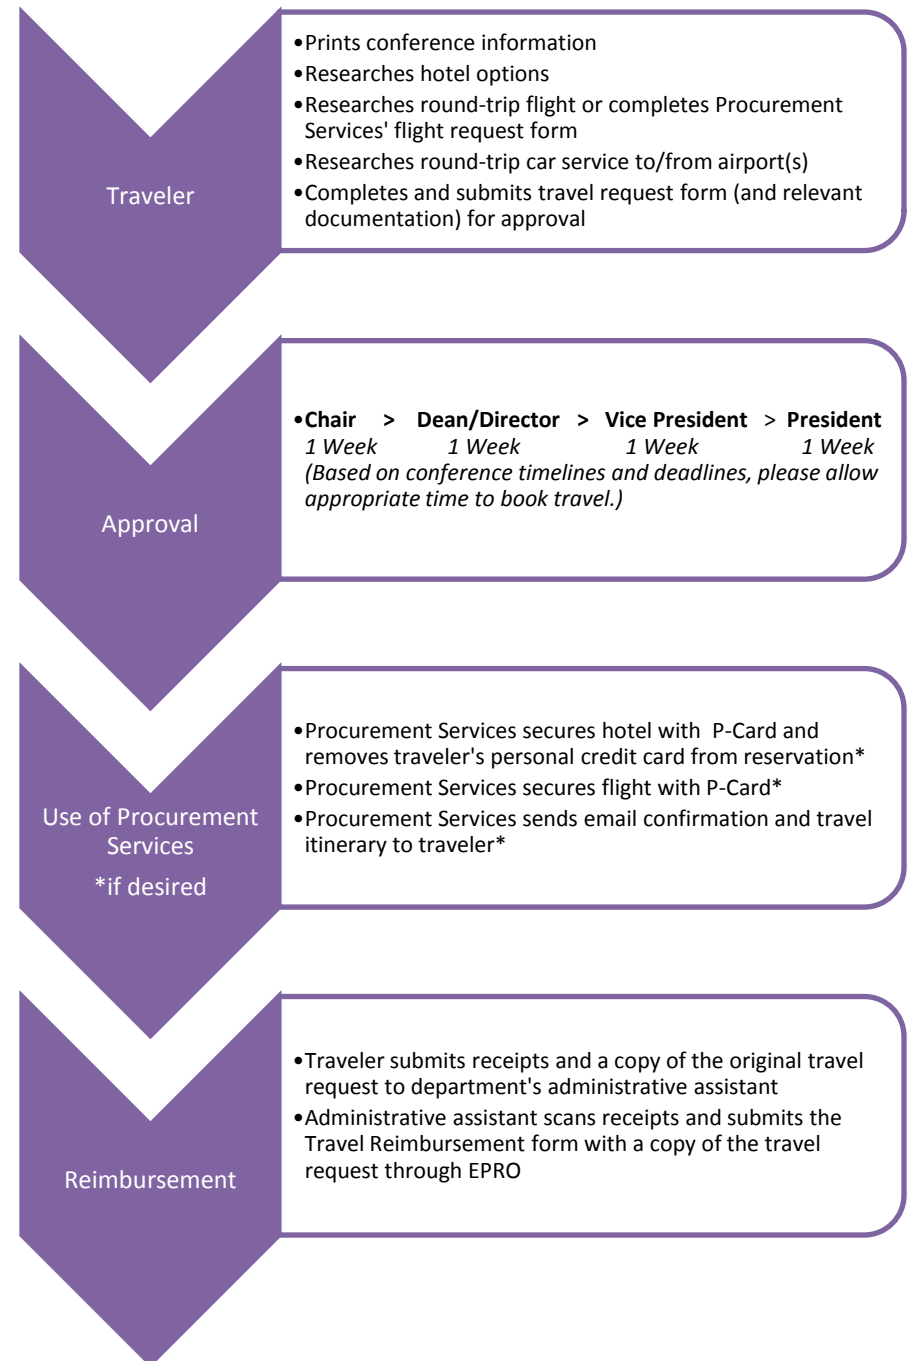 Traveler
•Prints conference information
•Researches hotel options
•Researches round-trip flight or completes Procurement
Services' flight request form
•Researches round-trip car service to/from airport(s)
•Completes and submits travel request form (and relevant
documentation) for approval
Approval
•Chair > Dean/Director > Vice President > President
1 Week 1 Week 1 Week 1 Week
(Based on conference timelines and deadlines, please allow
appropriate time to book travel.)
Use of Procurement
Services
*if desired
•Procurement Services secures hotel with P-Card and
removes traveler's personal credit card from reservation*
•Procurement Services secures flight with P-Card*
•Procurement Services sends email confirmation and travel
itinerary to traveler*
Reimbursement
•Traveler submits receipts and a copy of the original travel
request to department's administrative assistant
•Administrative assistant scans receipts and submits the
Travel Reimbursement form with a copy of the travel
request through EPRO